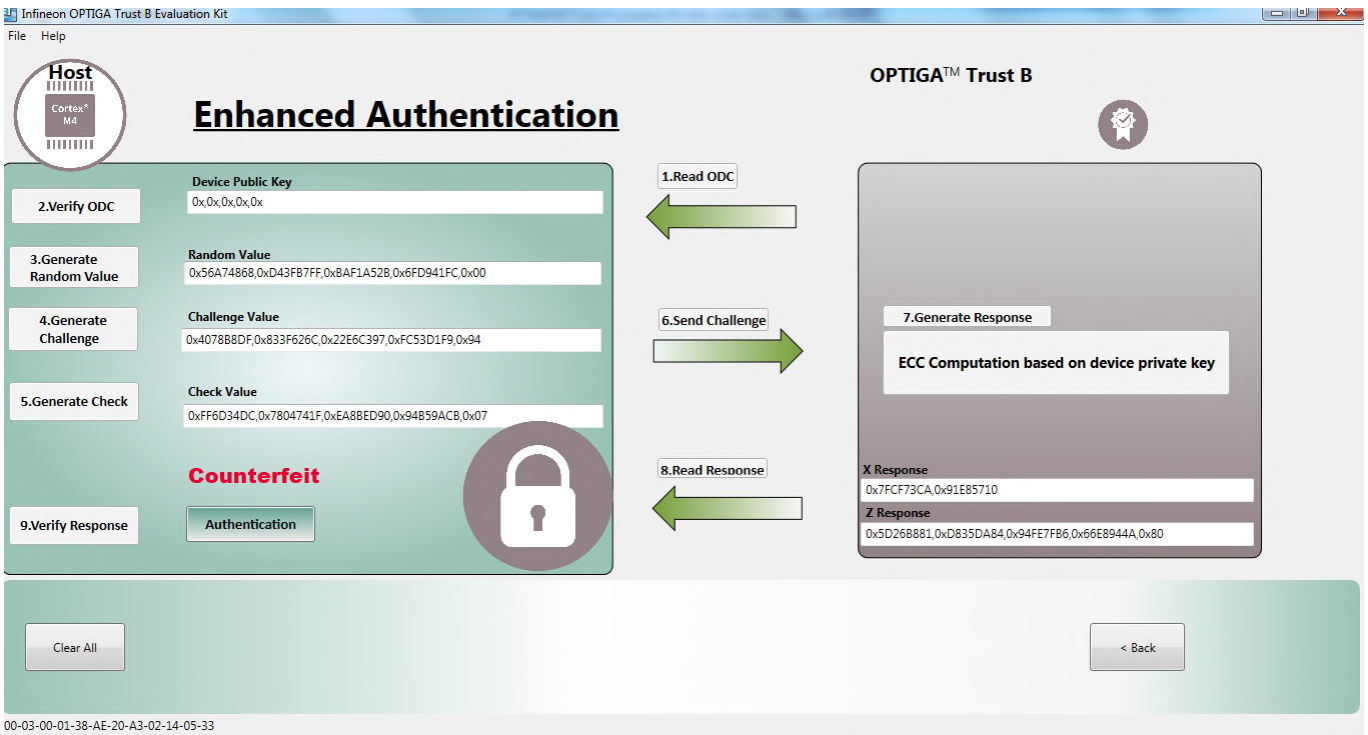 Infineon OPTIGA Trust B Evaluation Kit
File Help
Host
Cortex®
M4
Enhanced Authentication
OPTIGA™ Trust B
2.Verify ODC
Device Public Key
0x,0x,0x,0x,0x
1.Read ODC
3.Generate
Random Value
Random Value
0x56A74868,0xD43FB7FF,0xBAF1A52B,0x6FD941FC,0x00
4.Generate
Challenge
Challenge Value
0x4078B8DF,0x833F626C,0x22E6C397,0xFC53D1F9,0x94
6.Send Challenge
7.Generate Response
ECC Computation based on device private key
5.Generate Check
Check Value
0xFF6D34DC,0x7804741F,0xEA8BED90,0x94B59ACB,0x07
Counterfeit
8.Read Response
X Response
0x7FCF73CA,0x91E85710
9.Verify Response
Authentication
Z Response
0x5D26B881,0xD835DA84,0x94FE7FB6,0x66E8944A,0x80
Clear All
< Back
00-03-00-01-38-AE-20-A3-02-14-05-33